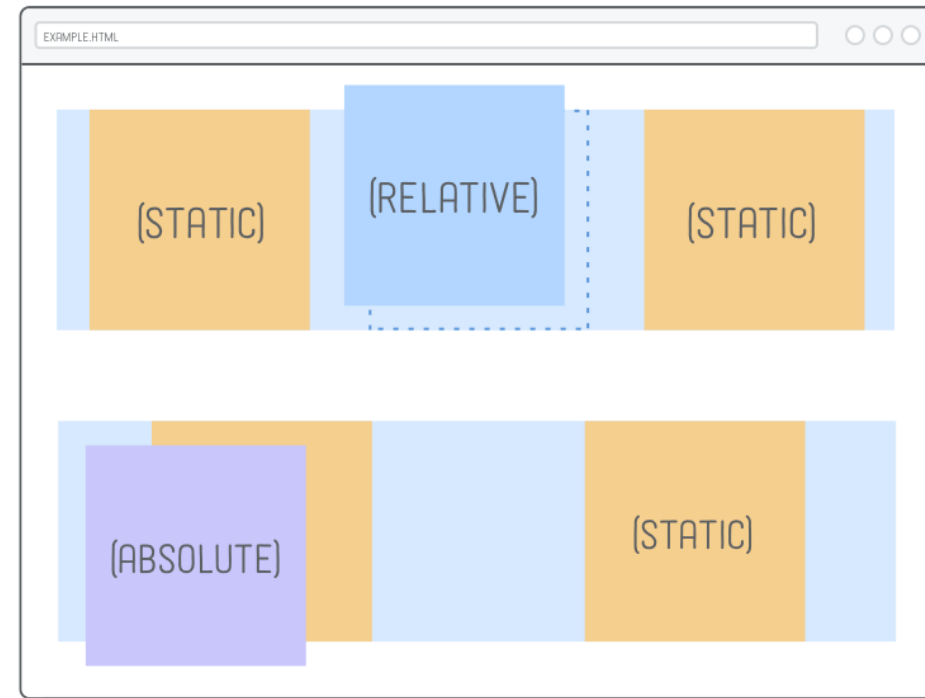 EXAMPLE.HTML
(STATIC)
(RELATIVE)
(STATIC)
(ABSOLUTE)
(STATIC)